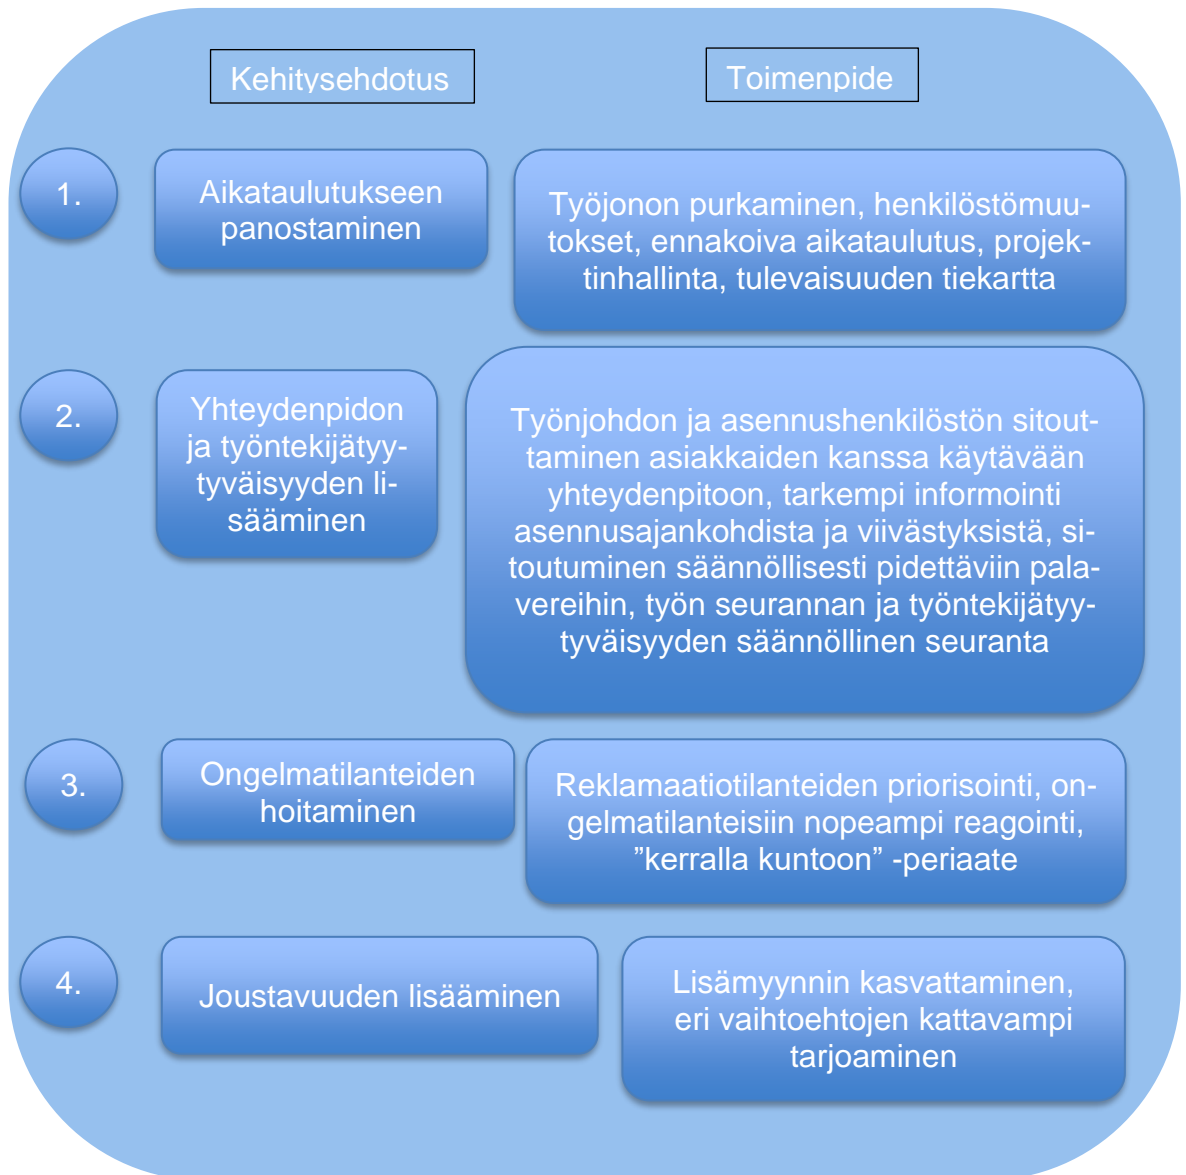 Kehitysehdotus
Toimenpide
1.
Aikataulutukseen
panostaminen
Työjonon purkaminen, henkilöstömuu-
tokset, ennakoiva aikataulutus, projek-
tinhallinta, tulevaisuuden tiekartta
2.
Yhteydenpidon
ja työntekijätyy-
tyväisyyden li-
sääminen
Työnjohdon ja asennushenkilöstön sitout-
taminen asiakkaiden kanssa käytävään
yhteydenpitoon, tarkempi informointi
asennusajankohdista ja viivästyksistä, si-
toutuminen säännöllisesti pidettäviin pala-
vereihin, työn seurannan ja työntekijätyy-
tyväisyyden säännöllinen seuranta
3.
Ongelmatilanteiden
hoitaminen
Reklamaatiotilanteiden priorisointi, on-
gelmatilanteisiin nopeampi reagointi,
”kerralla kuntoon” -periaate
4.
Joustavuuden lisääminen
Lisämyynnin kasvattaminen,
eri vaihtoehtojen kattavampi
tarjoaminen